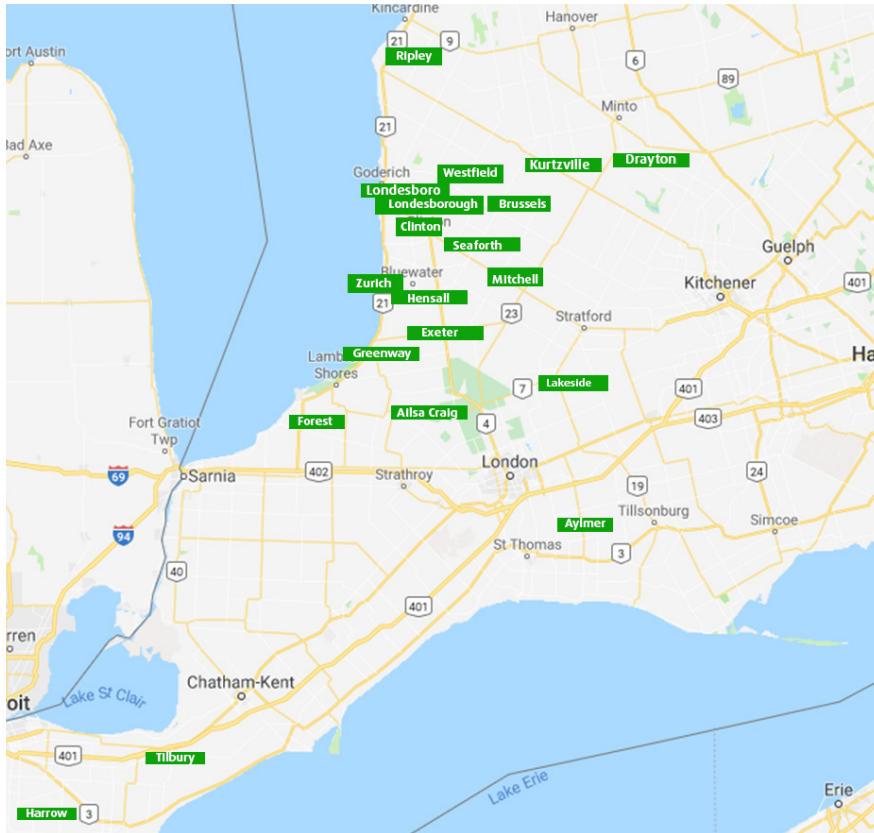 Kincardine
Hanover
21
9
Ripley
6
ort Austin
89
Minto
21
Bad Axe
Kurtzville
Drayton
Goderich
Westfield
Londesboro
Londesborough
Brussels
Clinton
Seaforth
Guelph
Bluewater
Mitchell
Zurich
Kitchener
401
Hensall
21
23
Stratford
Exeter
Greenway
Lamb
Shores
Ha
7
Lakeside
401
Ailsa Craig
403
Forest
4
Fort Gratiot
Twp
London
69
Sarnia
402
Strathroy
24
19
Aylmer
Tillsonburg
Simcoe
94
St Thomas
3
40
401
rren
Chatham-Kent
Lake St Clair
oit
401
Tilbury
Lake Erie
Erie
Harrow
3